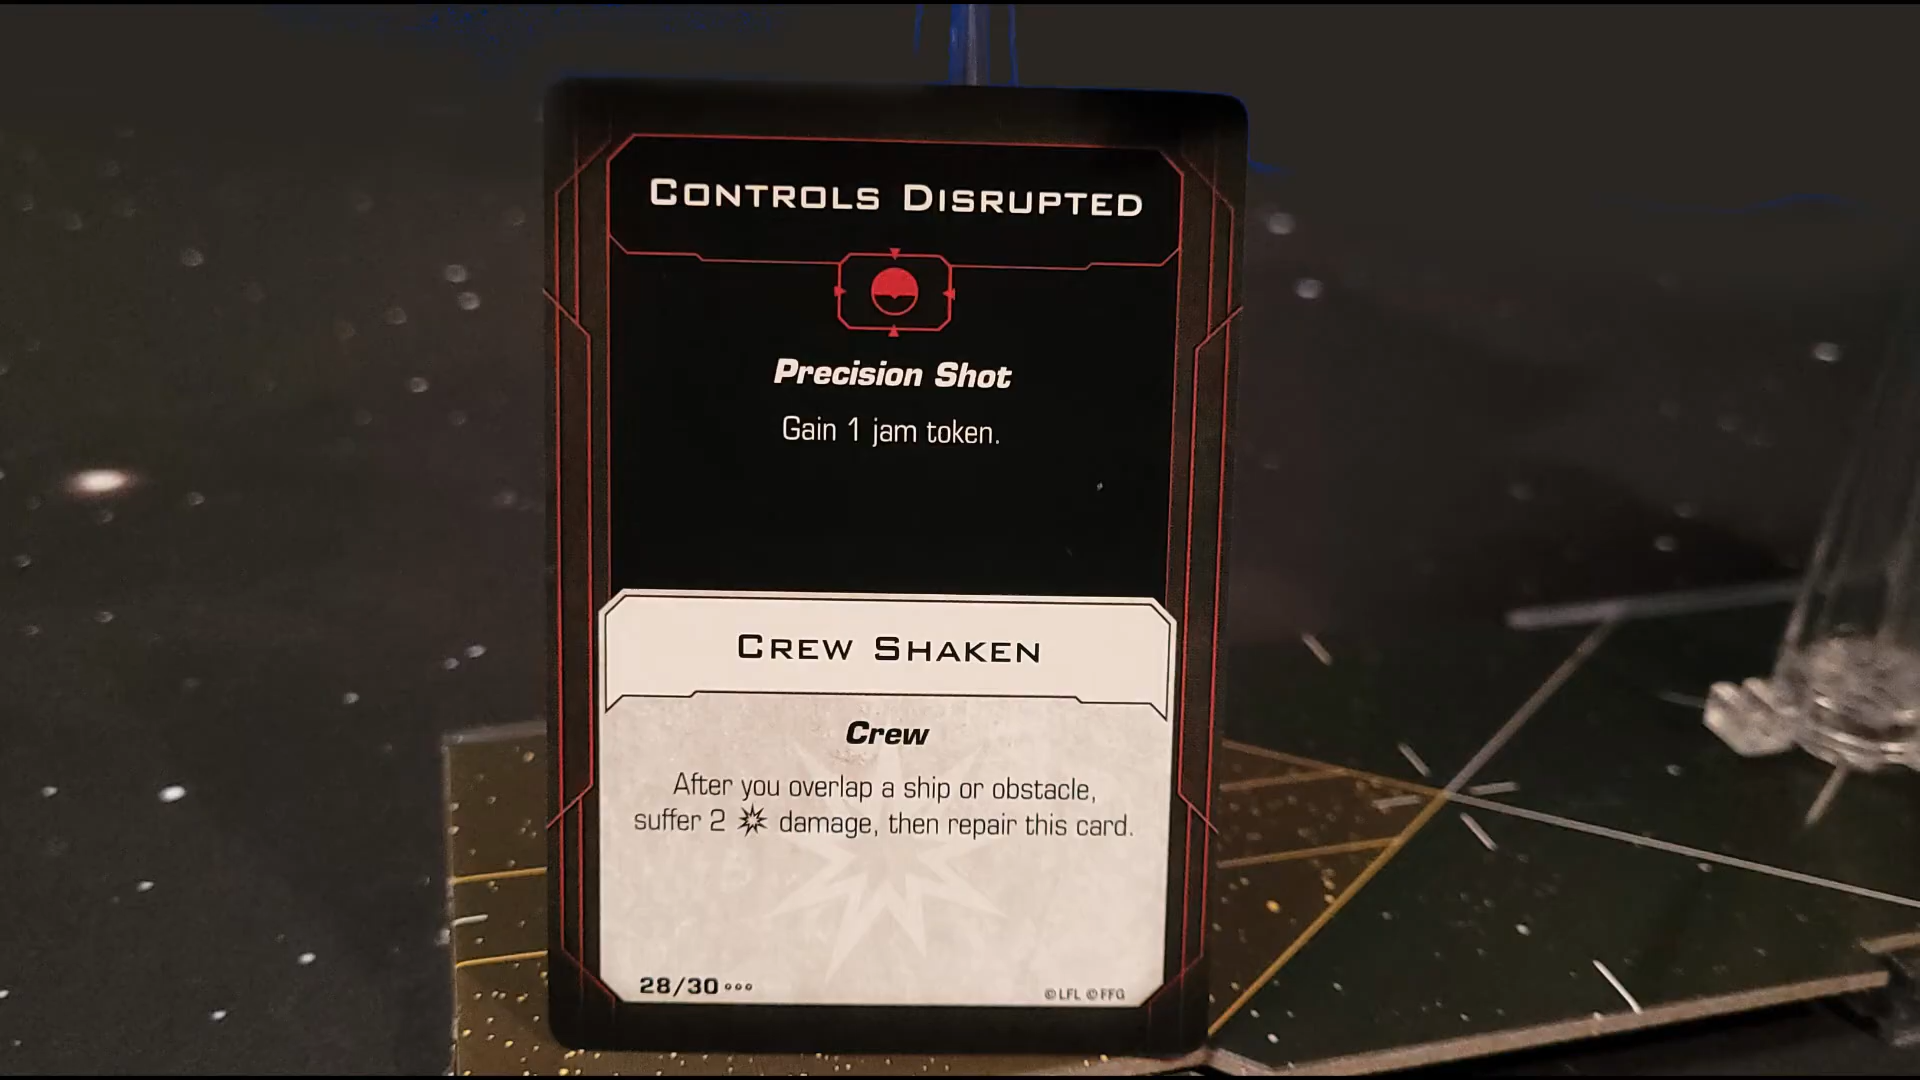 CONTROLS DISRUPTED
Precision Shot
Gain 1 jam token.
CREW SHAKEN
Crew
After you overlap a ship or obstacle,
suffer 2 damage, then repair this card.
28/30
©LFL ©FFG